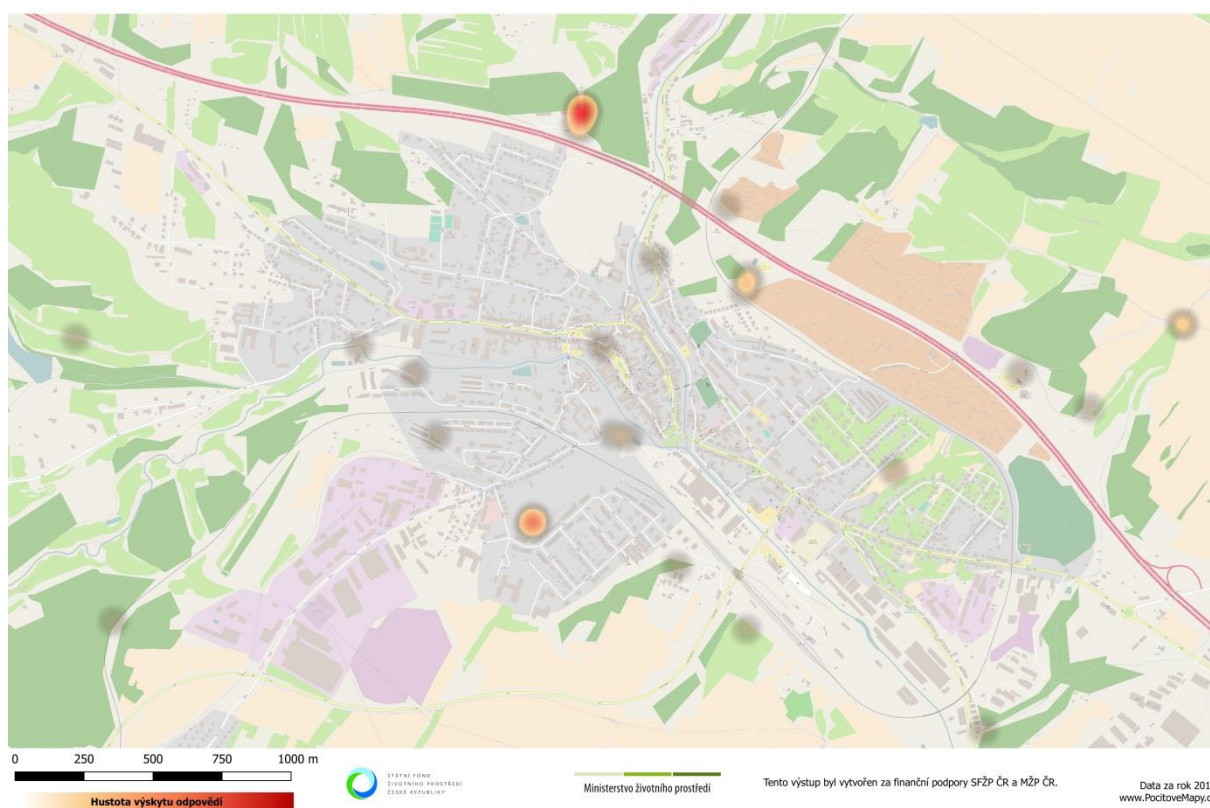 0 250 500 750 1000 m
Hustota výskytu odpovědí
STÁTNÍ FOND
ŽIVOTNÍHO PROSTŘEDÍ
ČESKÉ REPUBLIKY
Ministerstvo životního prostředí
Tento výstup byl vytvořen za finanční podpory SFŽP ČR a MŽP ČR.
Data za rok 201
www.PocitoveMapy.c